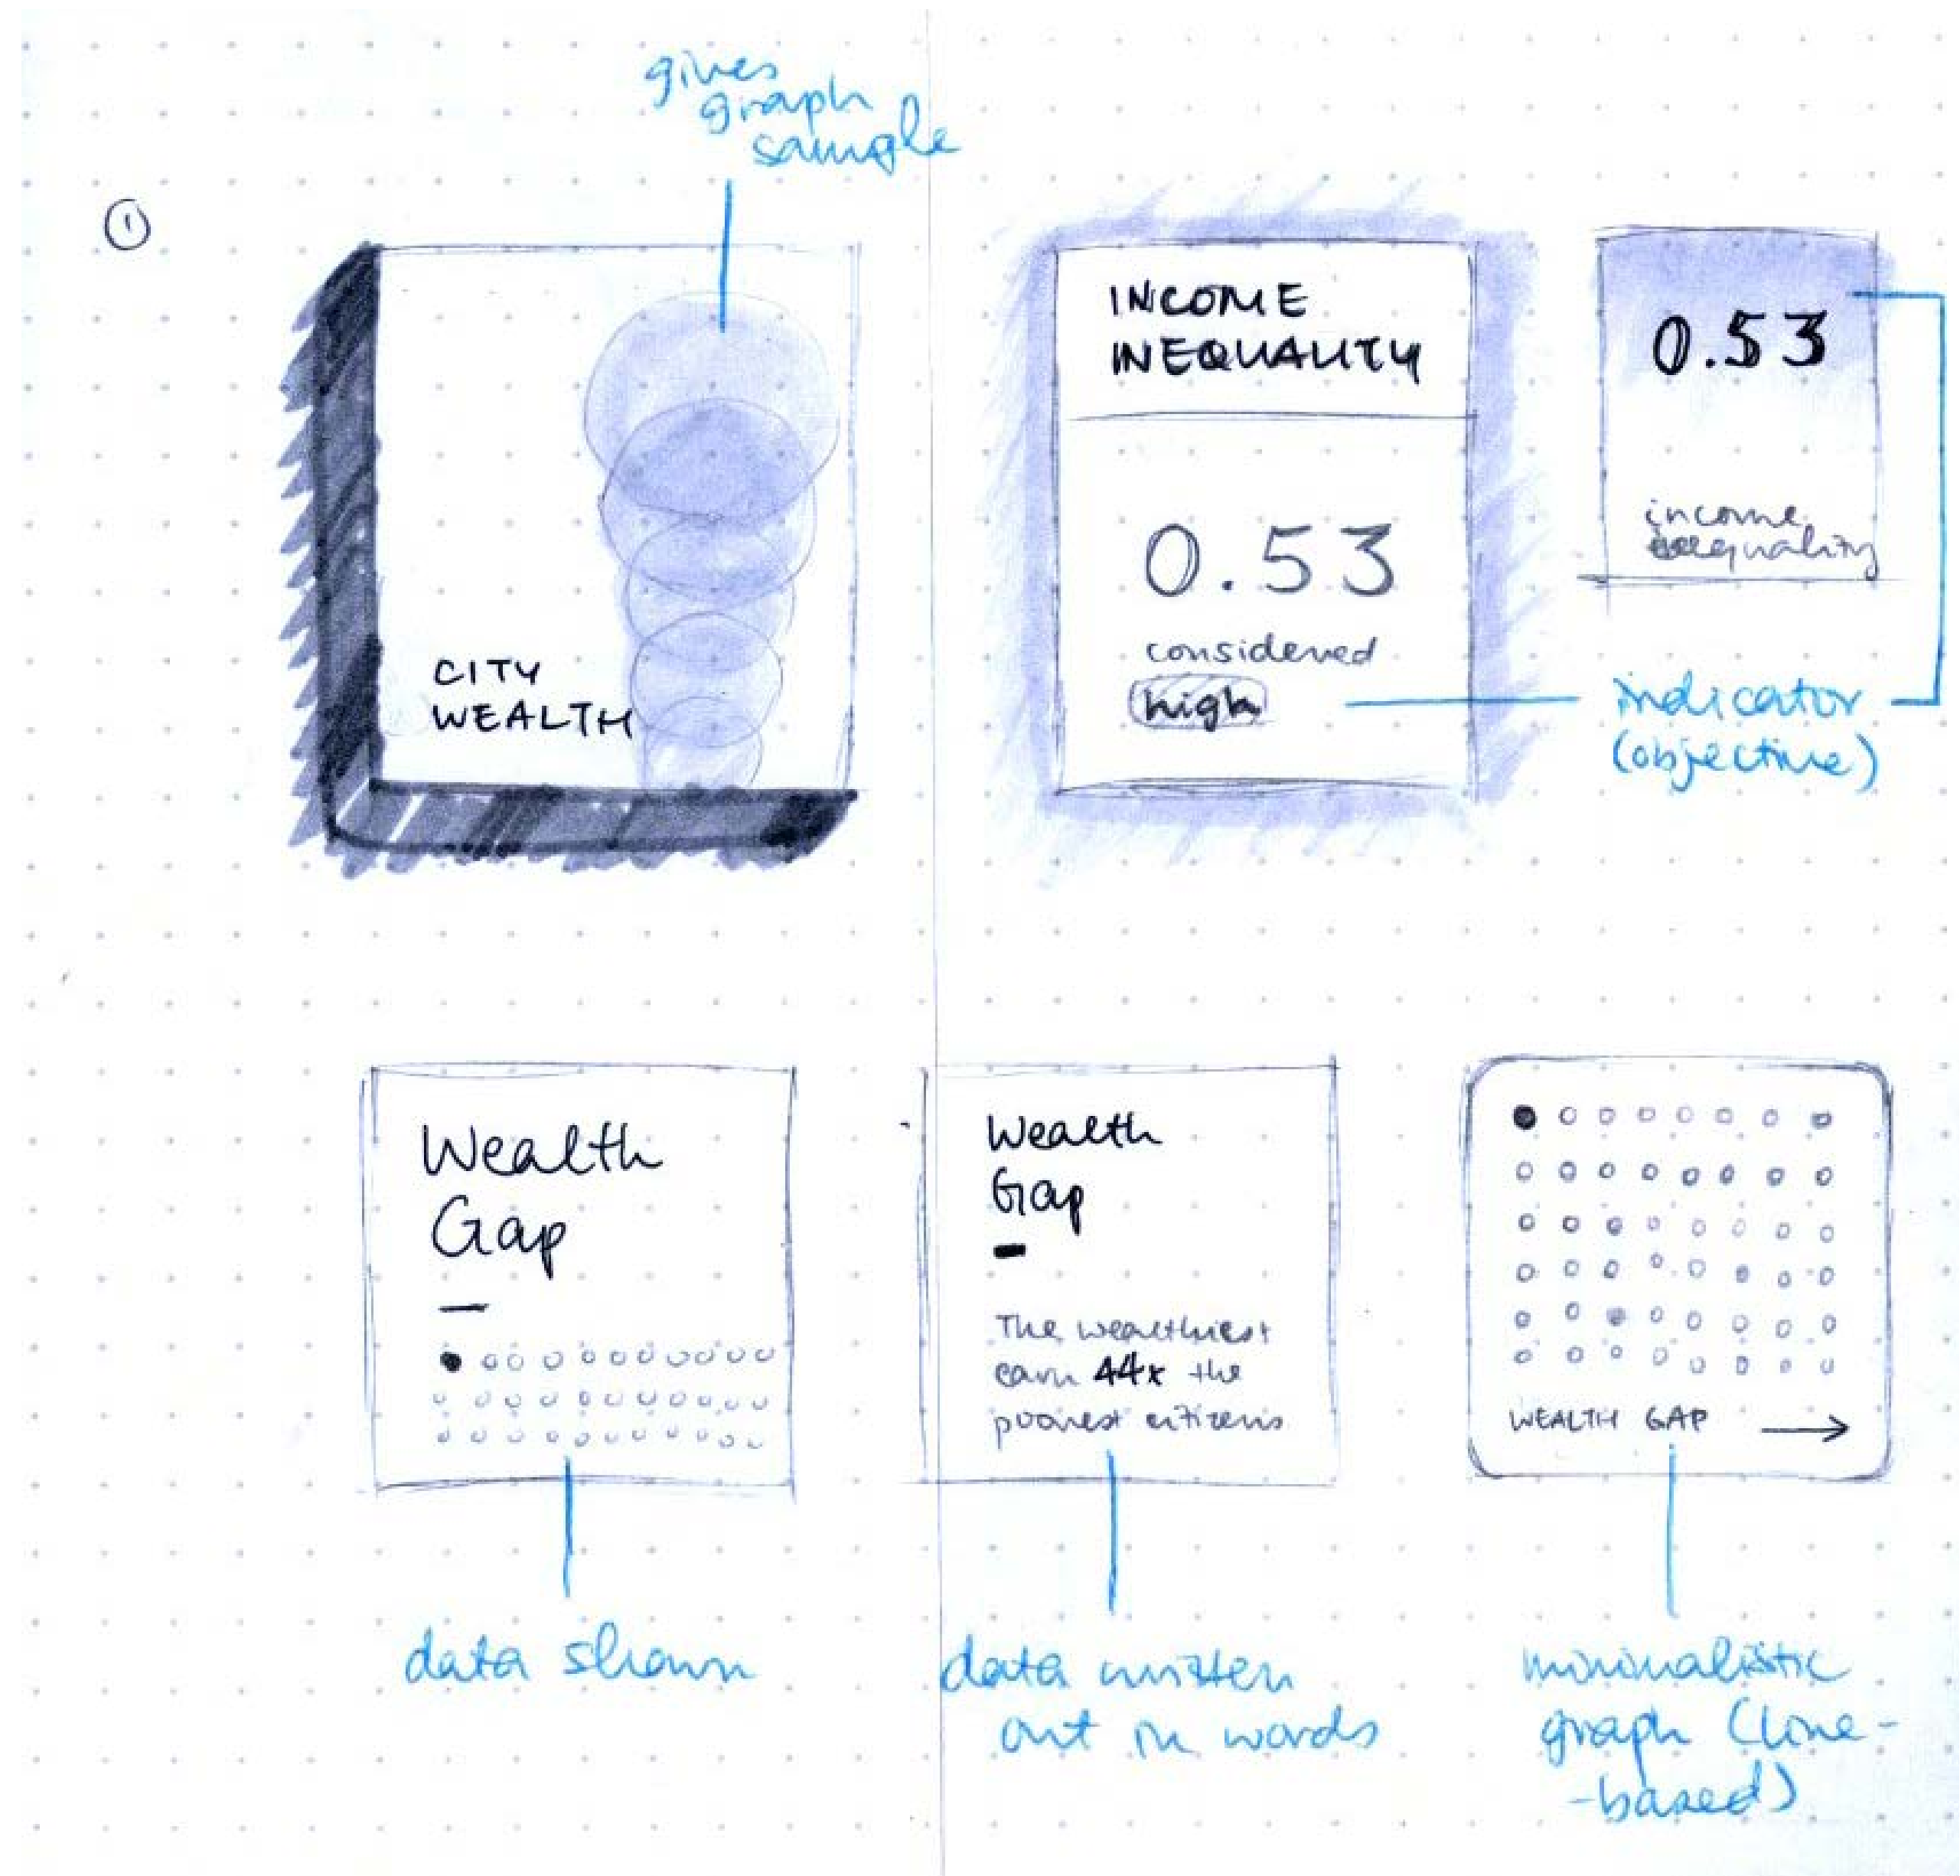 gives
graph
sample
1
CITY
WEALTH
INCOME
INEQUALITY
0.53
considered
high
0.53
income
inequality
indicator
(objective)
Wealth
Gap
data shown
Wealth
Gap
The wealthiest
earn 44x the
poorest citizens
data written
out in words
WEALTH GAP →
minimalistic
graph (line-
-based)